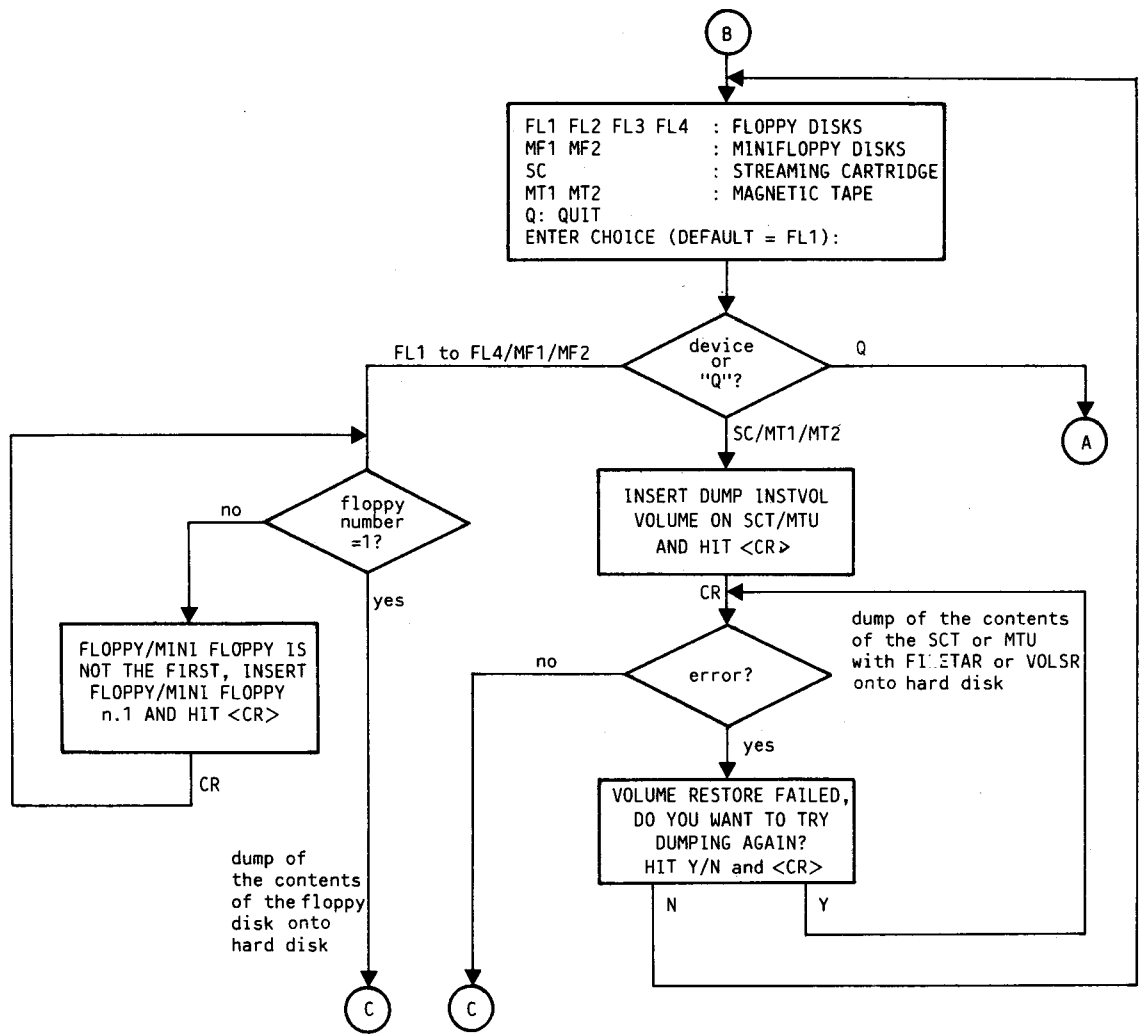 B
FL1 FL2 FL3 FL4 : FLOPPY DISKS
MF1 MF2 : MINIFLOPPY DISKS
SC : STREAMING CARTRIDGE
MT1 MT2 : MAGNETIC TAPE
Q: QUIT
ENTER CHOICE (DEFAULT = FL1):
FL1 to FL4/MF1/MF2
device
or
"Q"?
Q
A
SC/MT1/MT2
floppy
number
=1?
no
yes
INSERT DUMP INSTVOL
VOLUME ON SCT/MTU
AND HIT <CR>
CR
FLOPPY/MINI FLOPPY IS
NOT THE FIRST, INSERT
FLOPPY/MINI FLOPPY
n.1 AND HIT <CR>
CR
dump of the contents
of the SCT or MTU
with or VOLSR
onto hard disk
no
error?
yes
VOLUME RESTORE FAILED,
DO YOU WANT TO TRY
DUMPING AGAIN?
HIT Y/N and <CR>
N
Y
dump of
the contents
of the floppy
disk onto
hard disk
C
C